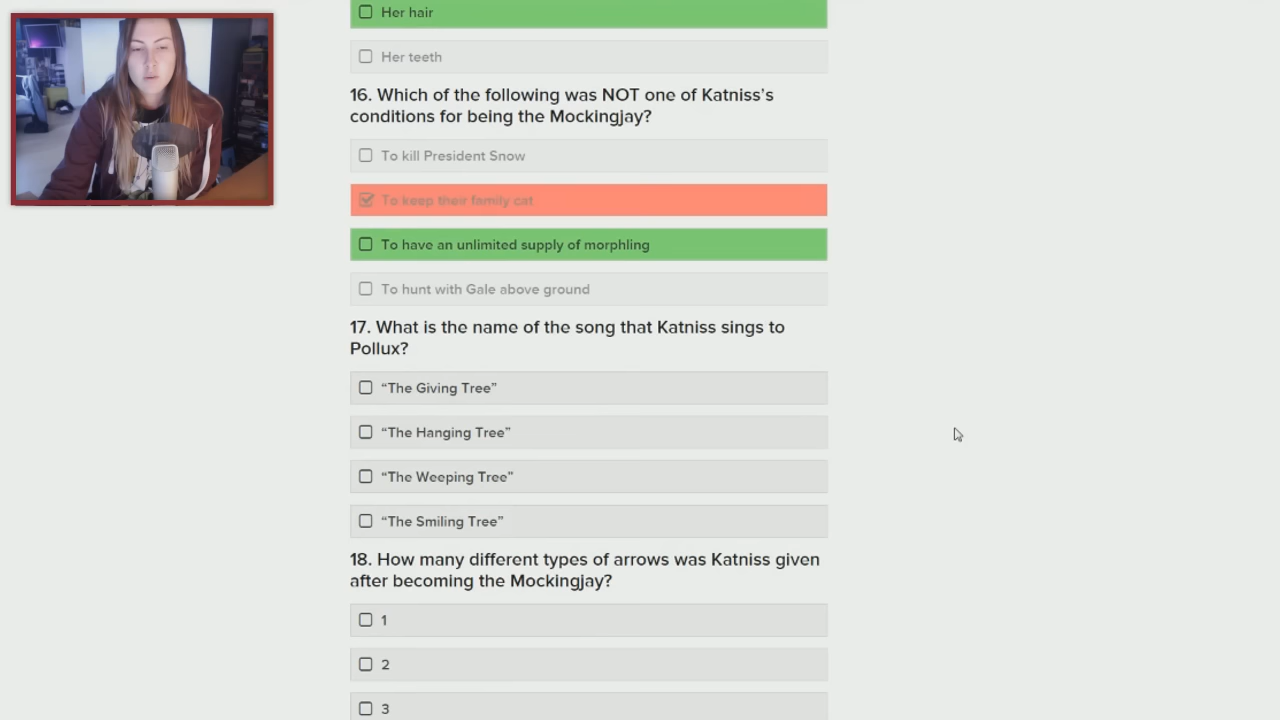 Her hair
Her teeth
16. Which of the following was NOT one of Katniss’s
conditions for being the Mockingjay?
To kill President Snow
To keep their family cat
To have an unlimited supply of morphling
To hunt with Gale above ground
17. What is the name of the song that Katniss sings to
Pollux?
“The Giving Tree”
“The Hanging Tree”
“The Weeping Tree”
“The Smiling Tree”
18. How many different types of arrows was Katniss given
after becoming the Mockingjay?
1
2
3